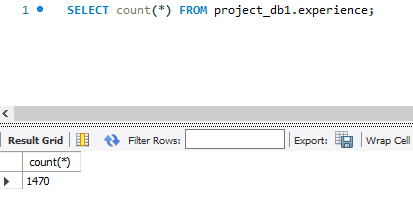 1 SELECT count(*) FROM project_db1.experience;
Result Grid Filter Rows: Export: Wrap Cell
count(*)
1470